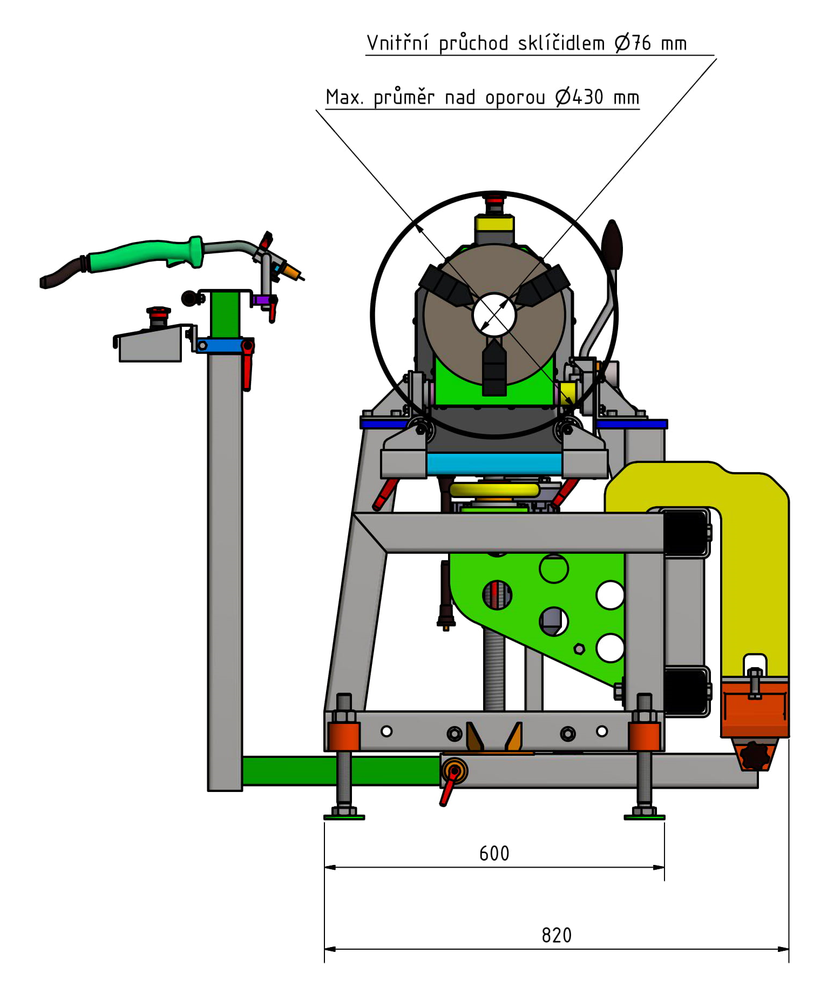 Vnitřní průchod sklíčidlem Ø76 mm
Max. průměr nad oporou Ø430 mm
600
820